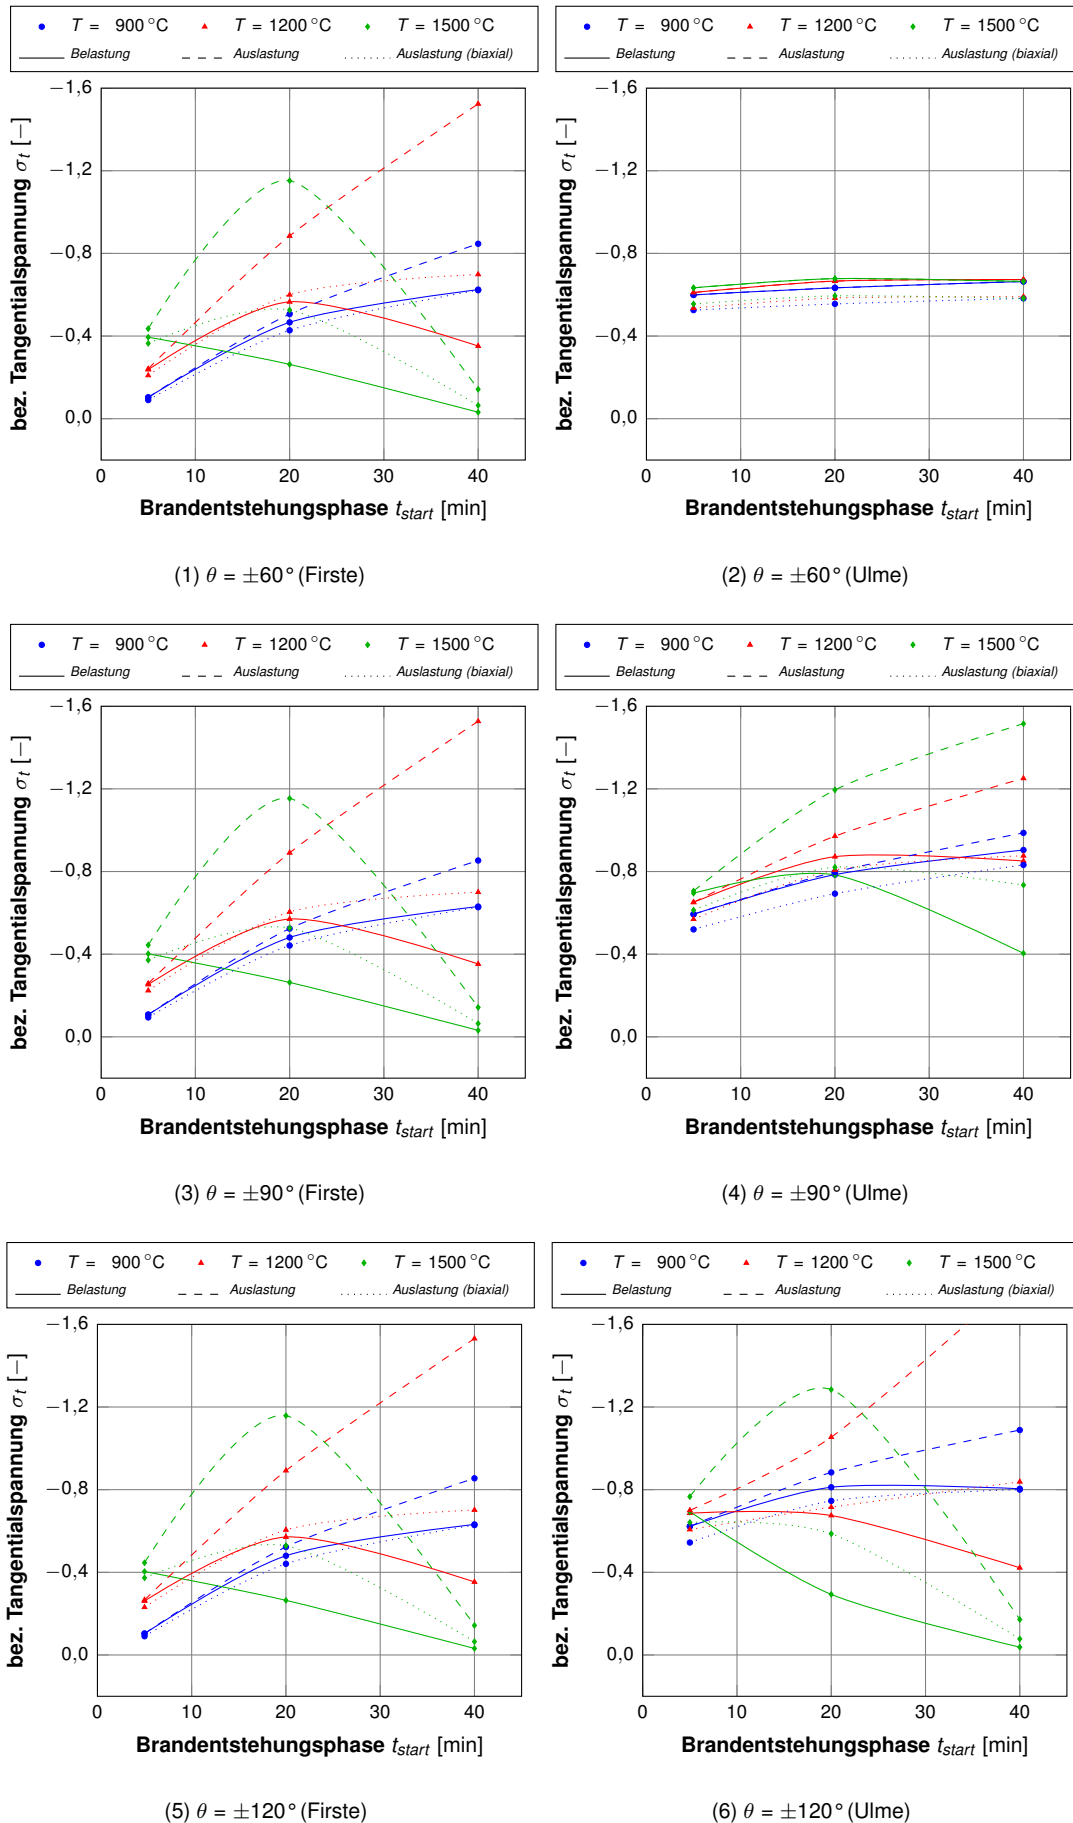 T = 900 °C T = 1200 °C T = 1500 °C
Belastung Auslastung Auslastung (biaxial)
−1,6
−1,2
−0,8
−0,4
0,0
bez. Tangentialspannung σt [−]
0 10 20 30 40
Brandentstehungsphase tstart [min]
(1) θ = ±60° (Firste)
T = 900 °C T = 1200 °C T = 1500 °C
Belastung Auslastung Auslastung (biaxial)
−1,6
−1,2
−0,8
−0,4
0,0
bez. Tangentialspannung σt [−]
0 10 20 30 40
Brandentstehungsphase tstart [min]
(2) θ = ±60° (Ulme)
T = 900 °C T = 1200 °C T = 1500 °C
Belastung Auslastung Auslastung (biaxial)
−1,6
−1,2
−0,8
−0,4
0,0
bez. Tangentialspannung σt [−]
0 10 20 30 40
Brandentstehungsphase tstart [min]
(3) θ = ±90° (Firste)
T = 900 °C T = 1200 °C T = 1500 °C
Belastung Auslastung Auslastung (biaxial)
−1,6
−1,2
−0,8
−0,4
0,0
bez. Tangentialspannung σt [−]
0 10 20 30 40
Brandentstehungsphase tstart [min]
(4) θ = ±90° (Ulme)
T = 900 °C T = 1200 °C T = 1500 °C
Belastung Auslastung Auslastung (biaxial)
−1,6
−1,2
−0,8
−0,4
0,0
bez. Tangentialspannung σt [−]
0 10 20 30 40
Brandentstehungsphase tstart [min]
(5) θ = ±120° (Firste)
T = 900 °C T = 1200 °C T = 1500 °C
Belastung Auslastung Auslastung (biaxial)
−1,6
−1,2
−0,8
−0,4
0,0
bez. Tangentialspannung σt [−]
0 10 20 30 40
Brandentstehungsphase tstart [min]
(6) θ = ±120° (Ulme)